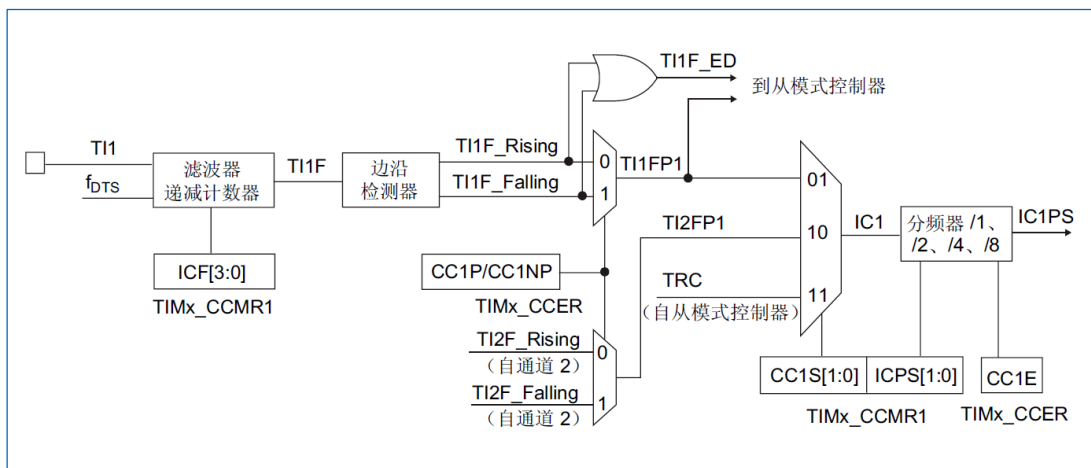 TI1F_ED
到从模式控制器
TI1
f_DTS
滤波器
递减计数器
TI1F
边沿
检测器
TI1F_Rising
TI1F_Falling
0
1
TI1FP1
01
TI2FP1
10
IC1
分频器 /1、
/2、/4、/8
IC1PS
ICF[3:0]
TIMx_CCMR1
CC1P/CC1NP
TIMx_CCER
TRC
11
（自从模式控制器）
TI2F_Rising
0
（自通道 2）
TI2F_Falling
1
（自通道 2）
CC1S[1:0]
ICPS[1:0]
CC1E
TIMx_CCMR1
TIMx_CCER